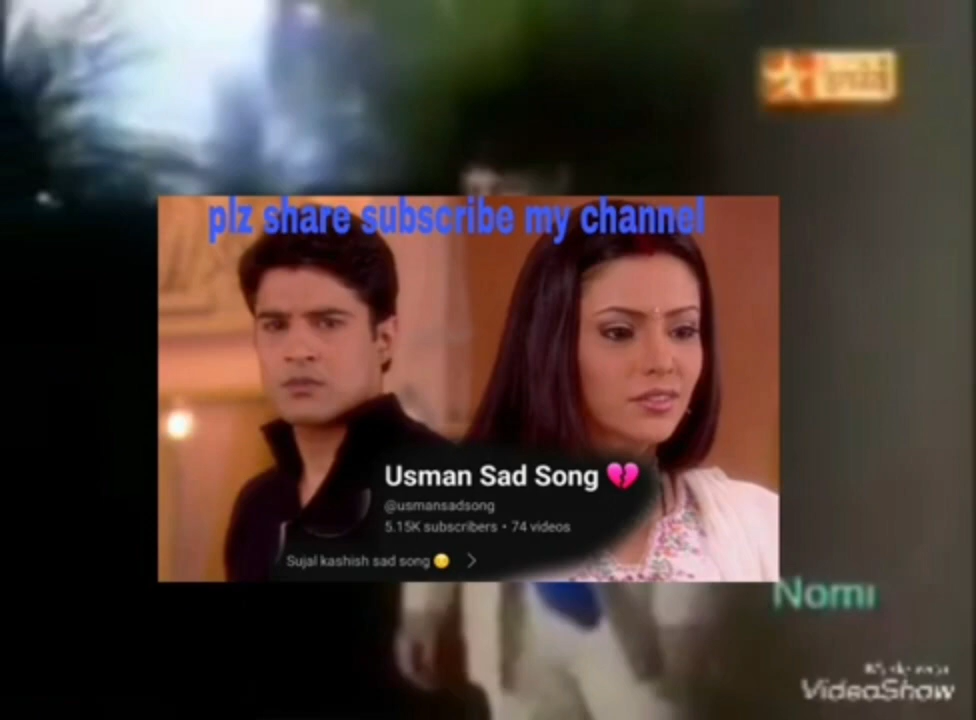 plz share subscribe my channel
Usman Sad Song 💔
@usmansadsong
5.15K subscribers • 74 videos
Sujal kashish sad song 😔 >
Nomi
VideoShow